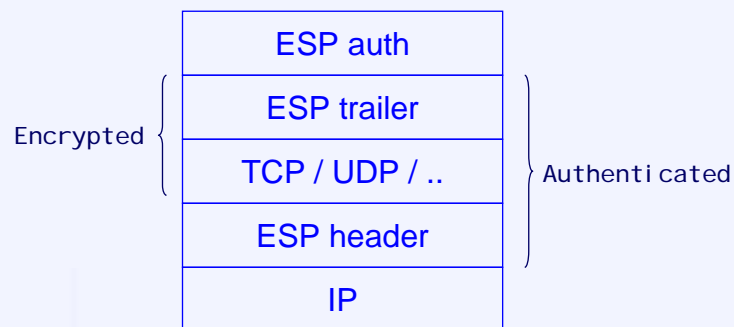 ESP auth
ESP trailer
Encrypted
TCP / UDP / ..
Authenticated
ESP header
IP